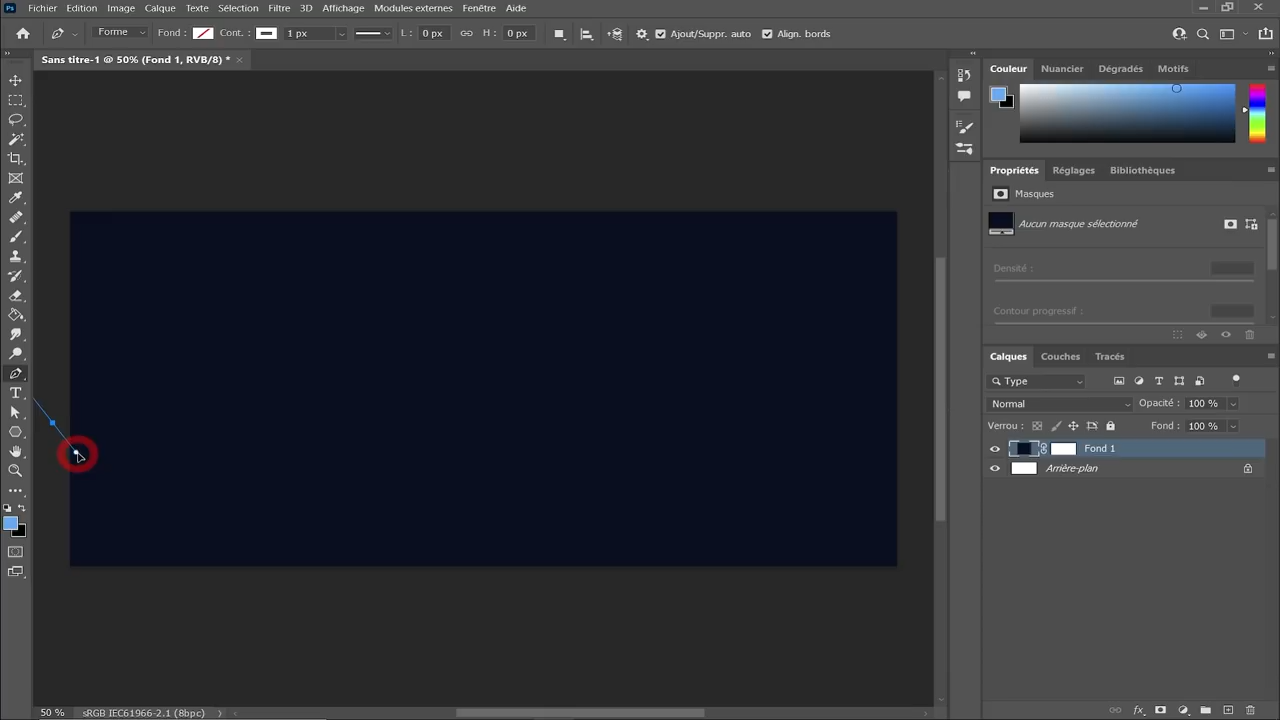 Ps Fichier Edition Image Calque Texte Sélection Filtre 3D Affichage Modules externes Fenêtre Aide
Forme Fond : Cont. : 1 px L : 0 px H : 0 px Ajout/Suppr. auto Align. bords
Sans titre-1 @ 50% (Fond 1, RVB/8) * ×
Couleur Nuancier Dégradés Motifs
Propriétés Réglages Bibliothèques
Masques
Aucun masque sélectionné
Densité :
Contour progressif :
Calques Couches Tracés
Type
Normal Opacité : 100 %
Verrou : Fond : 100 %
Fond 1
Arrière-plan
50 % sRGB IEC61966-2.1 (8bpc)